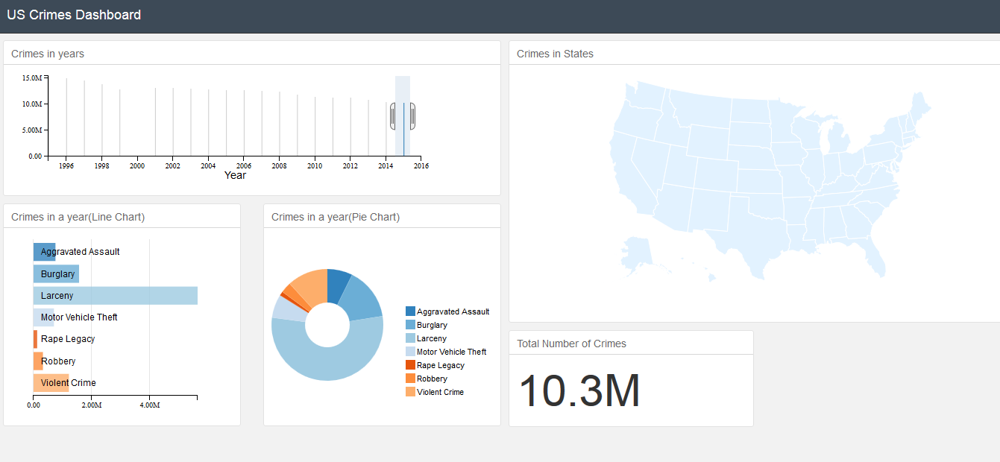 US Crimes Dashboard
Crimes in years
15.0M
10.0M
5.00M
0.00
1996 1998 2000 2002 2004 2006 2008 2010 2012 2014 2016
Year
Crimes in States
Crimes in a year(Line Chart)
Aggravated Assault
Burglary
Larceny
Motor Vehicle Theft
Rape Legacy
Robbery
Violent Crime
0.00 2.00M 4.00M
Crimes in a year(Pie Chart)
Aggravated Assault
Burglary
Larceny
Motor Vehicle Theft
Rape Legacy
Robbery
Violent Crime
Total Number of Crimes
10.3M